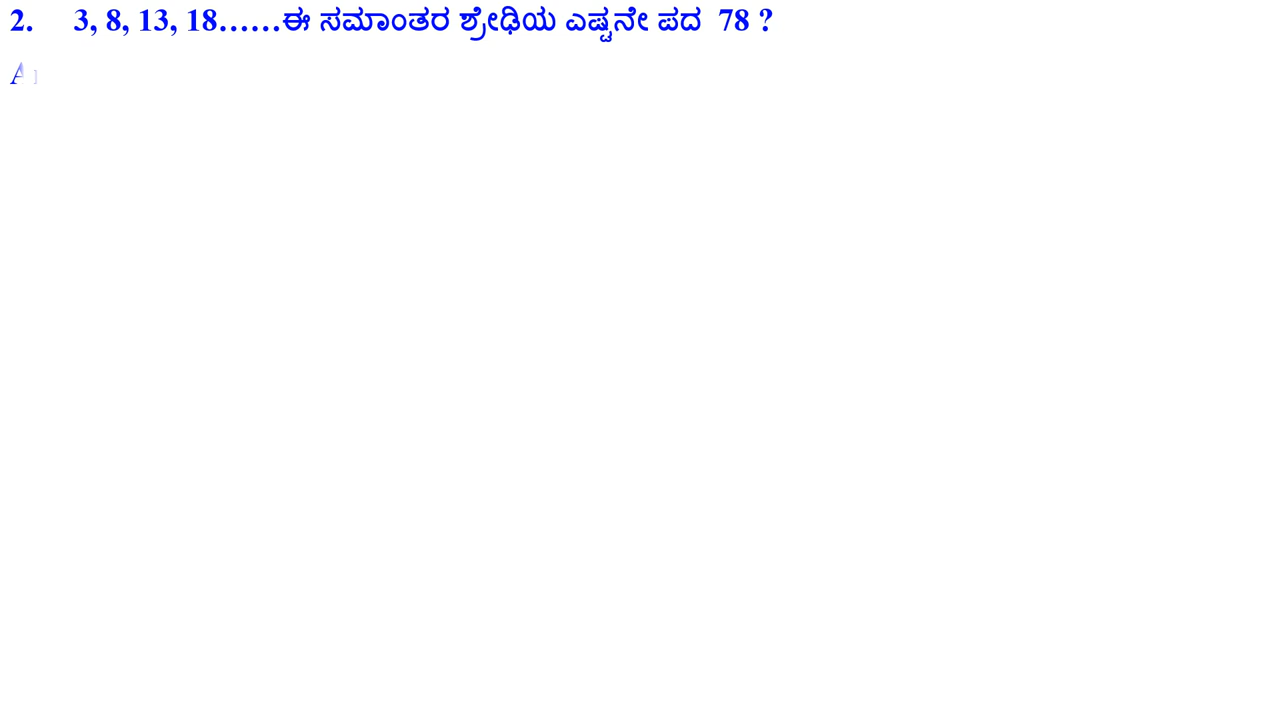 2. 3, 8, 13, 18......ಈ ಸಮಾಂತರ ಶ್ರೇಢಿಯ ಎಷ್ಟನೇ ಪದ 78 ?